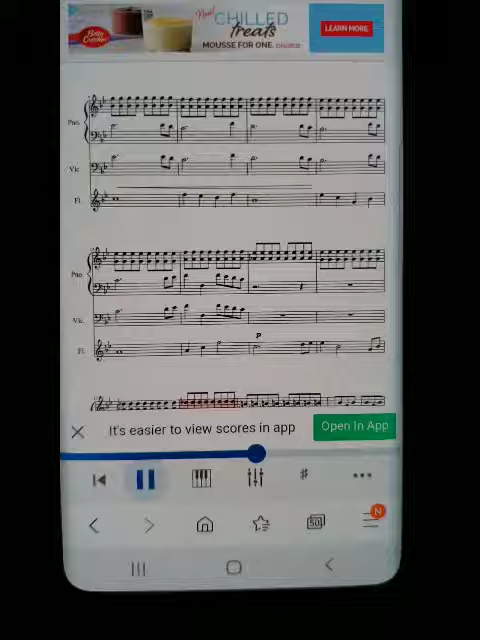 New!
CHILLED
Treats
Betty Crocker
MOUSSE FOR ONE.
LEARN MORE
Pno.
Vlc.
Fl.
Pno.
Vlc.
p
Fl.
It's easier to view scores in app
Open In App
50
N